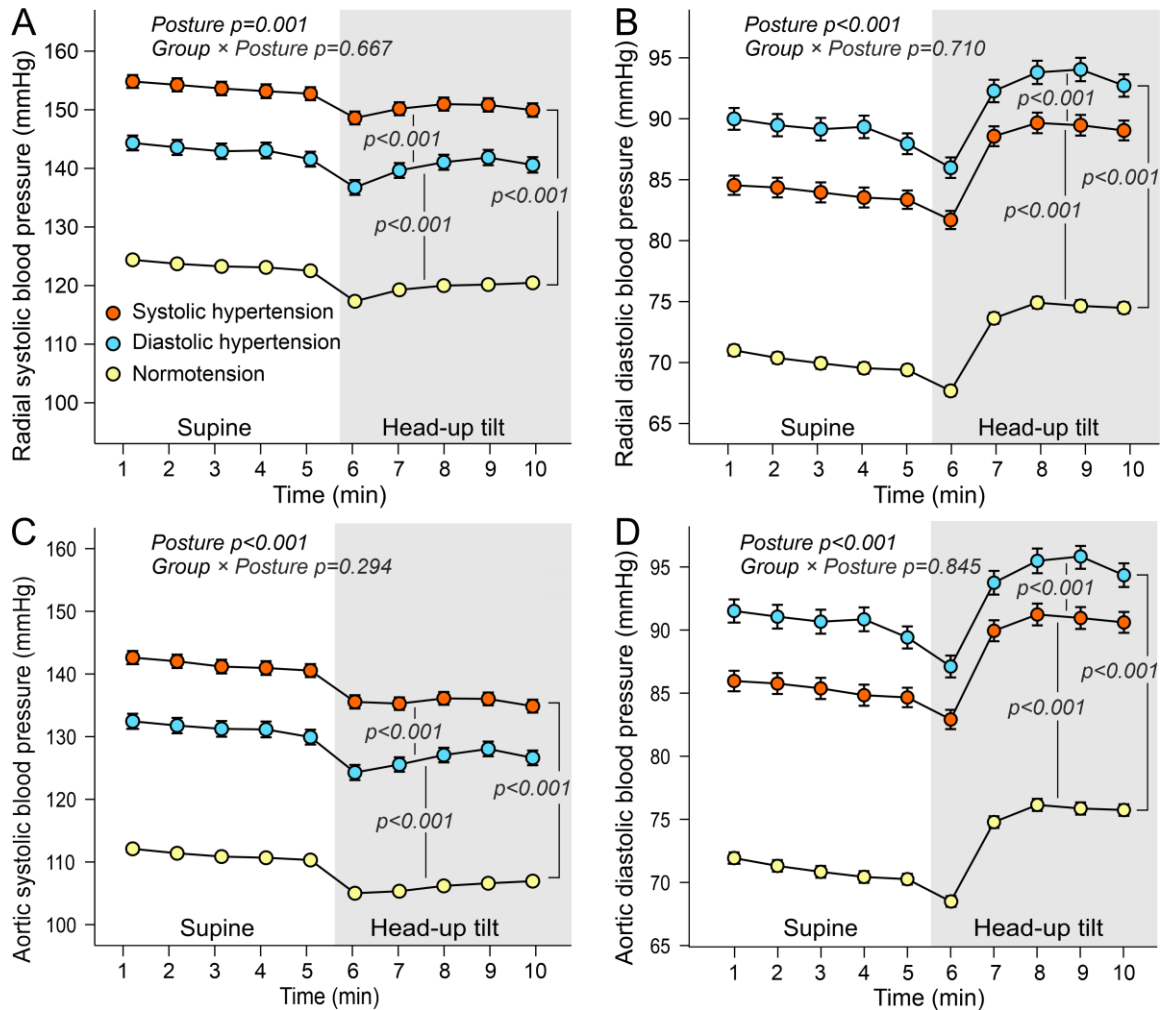 A
Posture p=0.001
Group × Posture p=0.667
Radial systolic blood pressure (mmHg)
160
150
140
130
120
110
100
p<0.001
p<0.001
p<0.001
Systolic hypertension
Diastolic hypertension
Normotension
Supine
Head-up tilt
1 2 3 4 5 6 7 8 9 10
Time (min)
B
Posture p<0.001
Group × Posture p=0.710
Radial diastolic blood pressure (mmHg)
95
90
85
80
75
70
65
p<0.001
p<0.001
p<0.001
Supine
Head-up tilt
1 2 3 4 5 6 7 8 9 10
Time (min)
C
Posture p<0.001
Group × Posture p=0.294
Aortic systolic blood pressure (mmHg)
160
150
140
130
120
110
100
p<0.001
p<0.001
p<0.001
Supine
Head-up tilt
1 2 3 4 5 6 7 8 9 10
Time (min)
D
Posture p<0.001
Group × Posture p=0.845
Aortic diastolic blood pressure (mmHg)
95
90
85
80
75
70
65
p<0.001
p<0.001
p<0.001
Supine
Head-up tilt
1 2 3 4 5 6 7 8 9 10
Time (min)